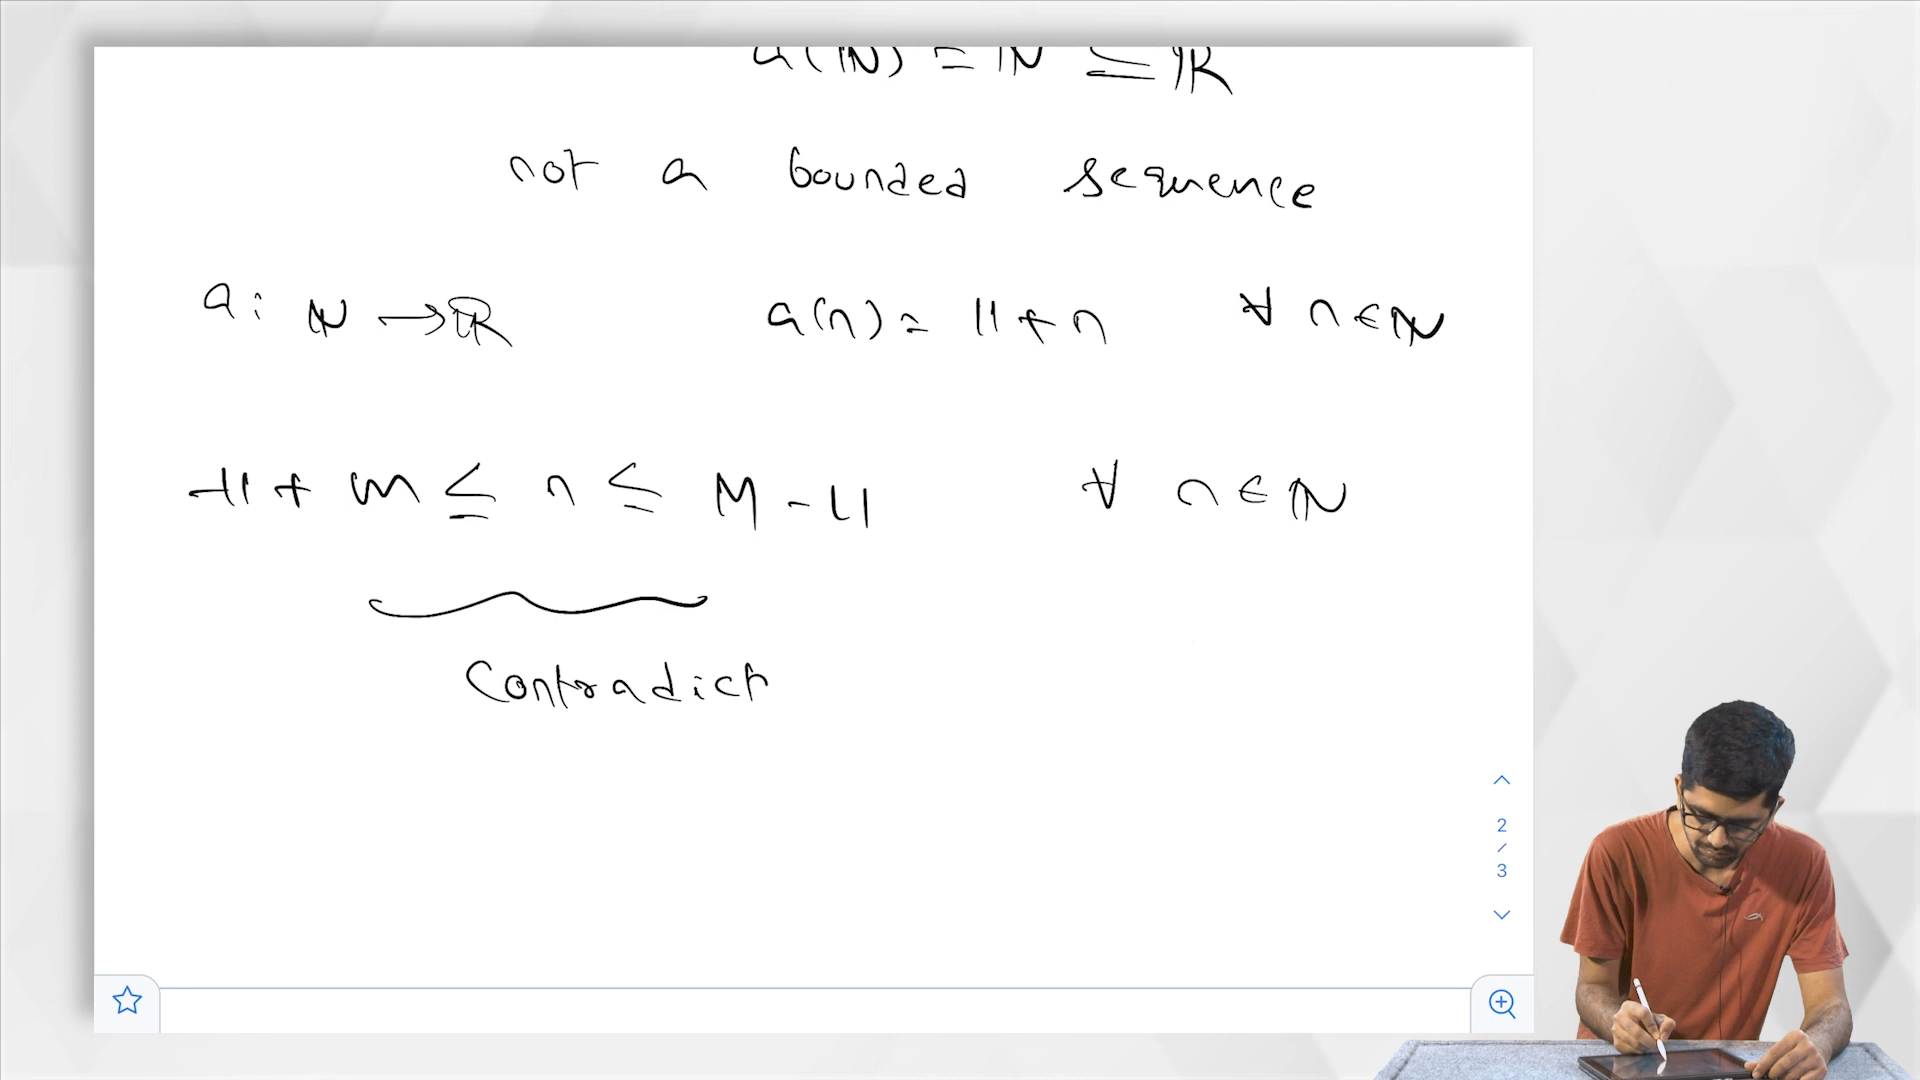 a(ℕ) = ℕ ⊆ ℝ
not a bounded sequence
a: ℕ → ℝ a(n) = 11 + n ∀ n ∈ ℕ
-11 + m ≤ n ≤ M - 11 ∀ n ∈ ℕ
Contradict
2
/
3